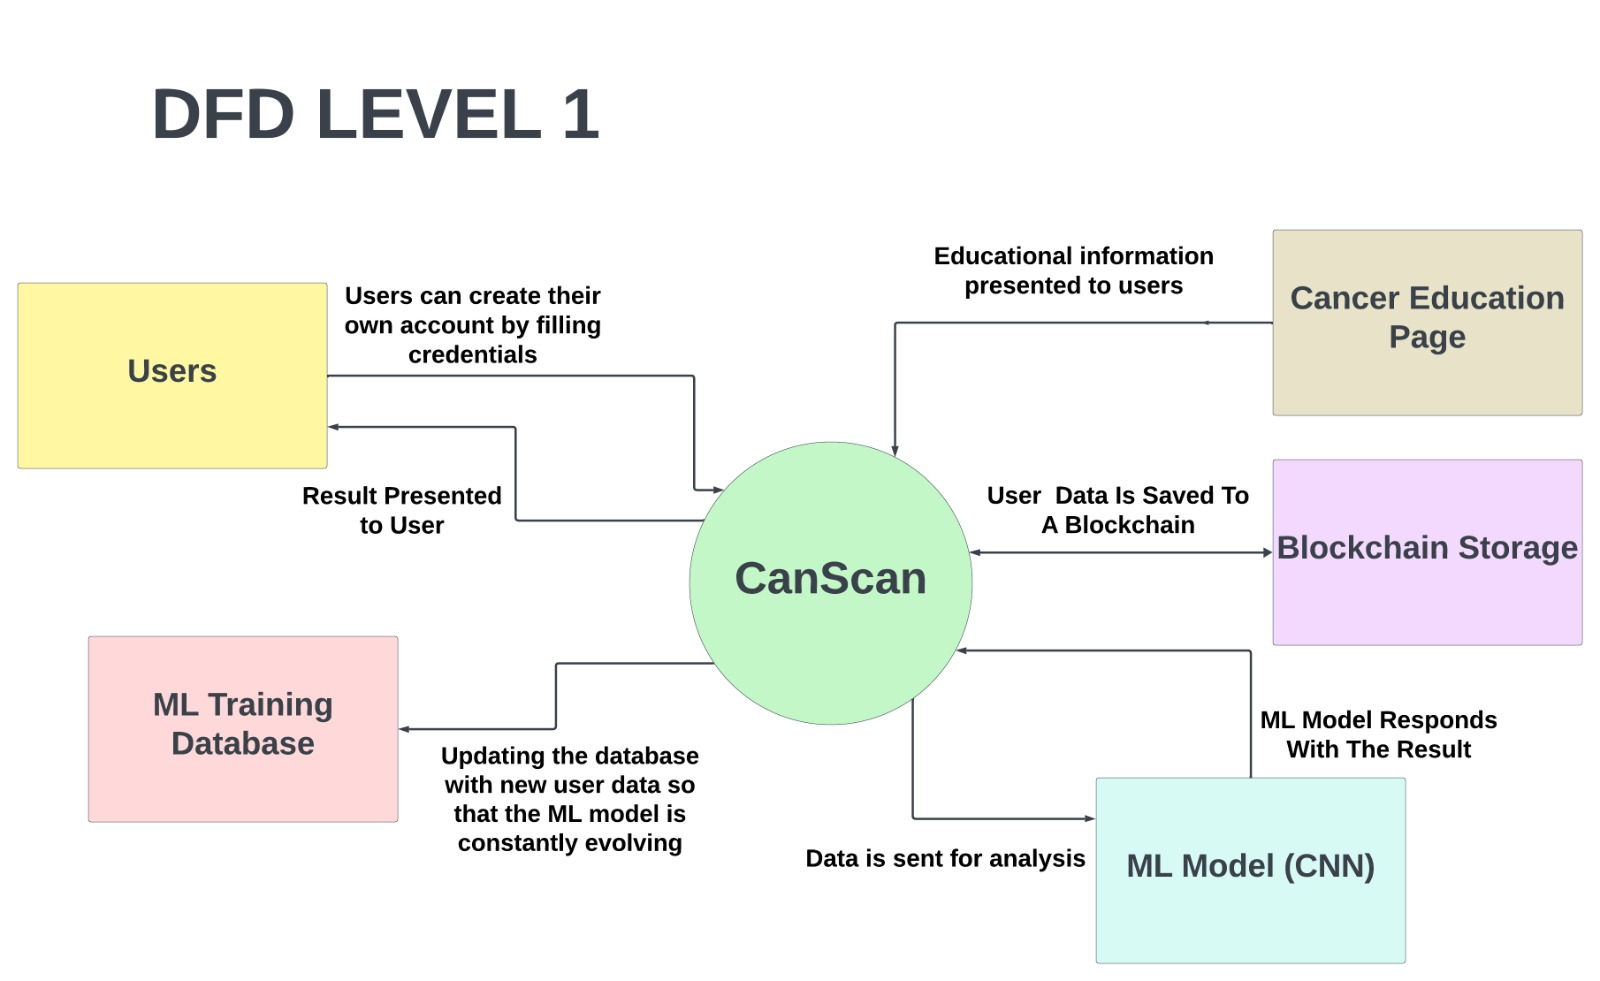 DFD LEVEL 1
Educational information
presented to users
Cancer Education
Page
Users can create their
own account by filling
credentials
Users
Result Presented
to User
User  Data Is Saved To
A Blockchain
Blockchain Storage
CanScan
ML Training
Database
Updating the database
with new user data so
that the ML model is
constantly evolving
ML Model Responds
With The Result
Data is sent for analysis
ML Model (CNN)